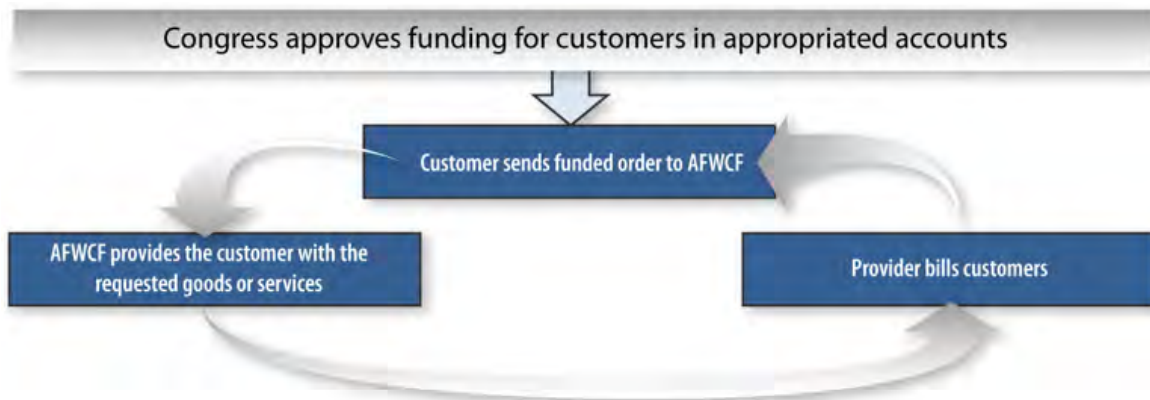 Congress approves funding for customers in appropriated accounts
Customer sends funded order to AFWCF
AFWCF provides the customer with the
requested goods or services
Provider bills customers